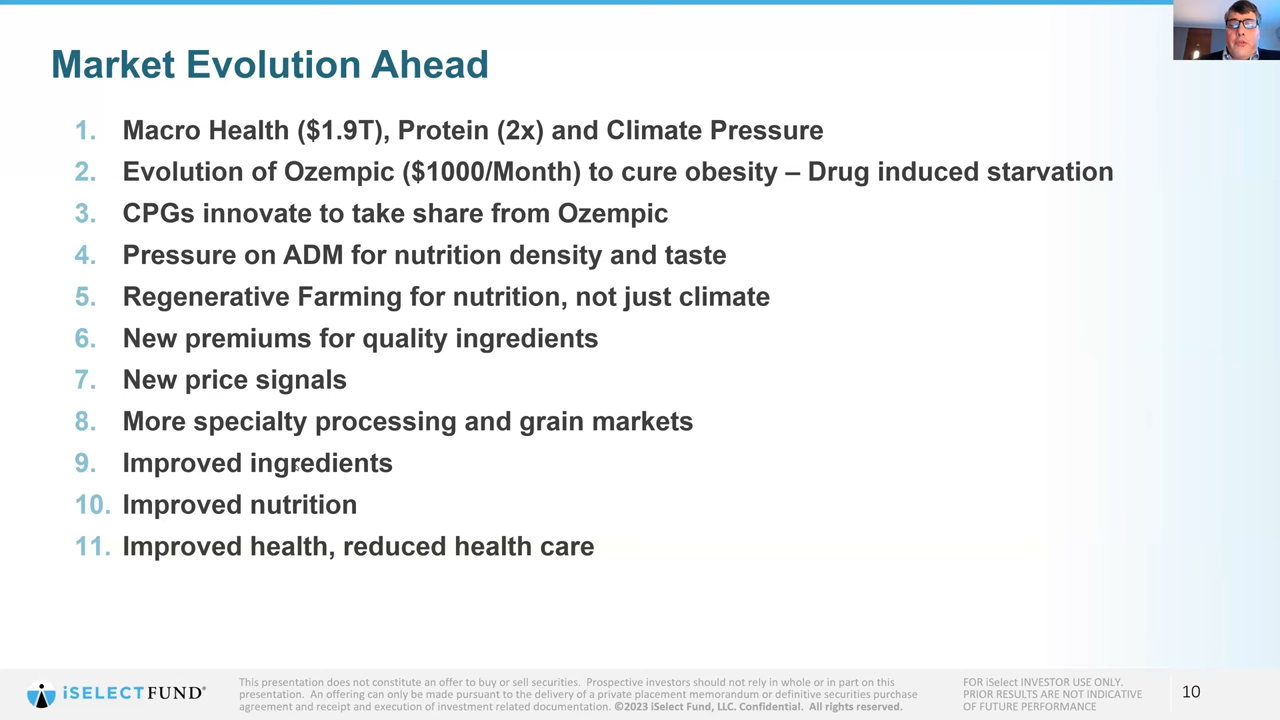 Market Evolution Ahead
1. Macro Health ($1.9T), Protein (2x) and Climate Pressure
2. Evolution of Ozempic ($1000/Month) to cure obesity – Drug induced starvation
3. CPGs innovate to take share from Ozempic
4. Pressure on ADM for nutrition density and taste
5. Regenerative Farming for nutrition, not just climate
6. New premiums for quality ingredients
7. New price signals
8. More specialty processing and grain markets
9. Improved ingredients
10. Improved nutrition
11. Improved health, reduced health care
iSELECTFUND®
This presentation does not constitute an offer to buy or sell securities. Prospective investors should not rely in whole or in part on this
presentation. An offering can only be made pursuant to the delivery of a private placement memorandum or definitive securities purchase
agreement and receipt and execution of investment related documentation. ©2023 iSelect Fund, LLC. Confidential. All rights reserved.
FOR iSelect INVESTOR USE ONLY.
PRIOR RESULTS ARE NOT INDICATIVE
OF FUTURE PERFORMANCE
10